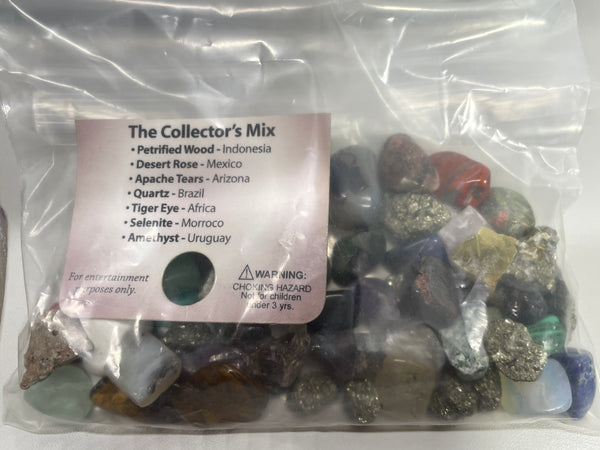 The Collector's Mix
• Petrified Wood - Indonesia
• Desert Rose - Mexico
• Apache Tears - Arizona
• Quartz - Brazil
• Tiger Eye - Africa
• Selenite - Morroco
• Amethyst - Uruguay
For entertainment
purposes only.
⚠WARNING:
CHOKING HAZARD
Not for children
under 3 yrs.